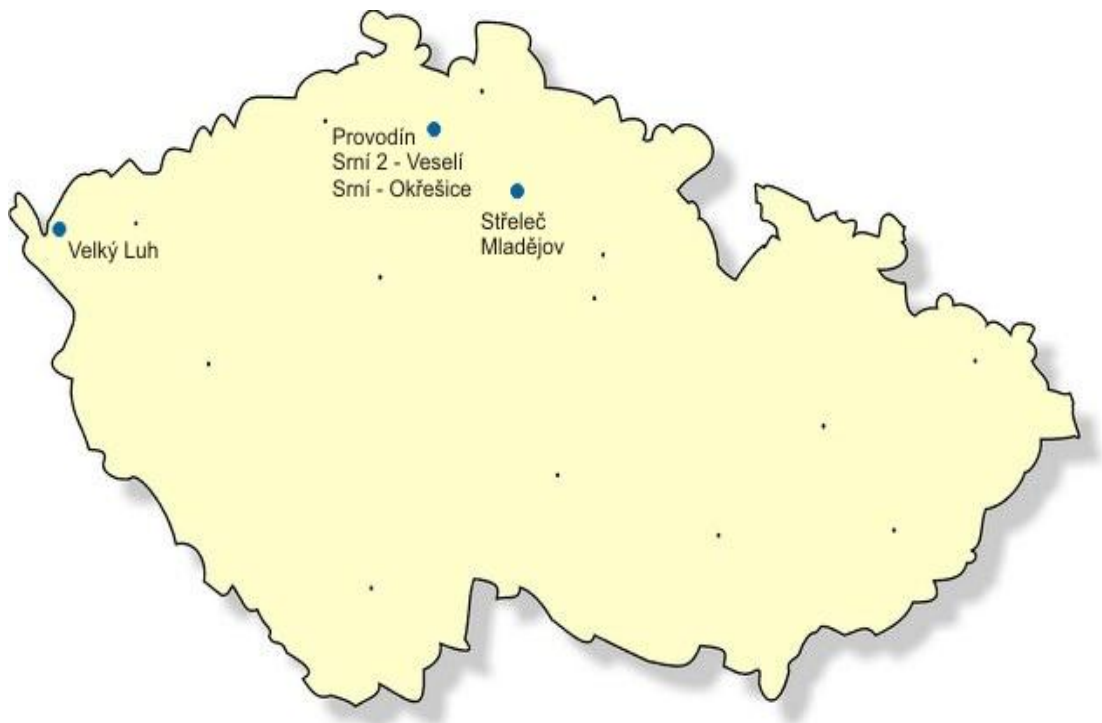 Provodín
Srní 2 - Veselí
Srní - Okřešice
Střeleč
Mladějov
Velký Luh